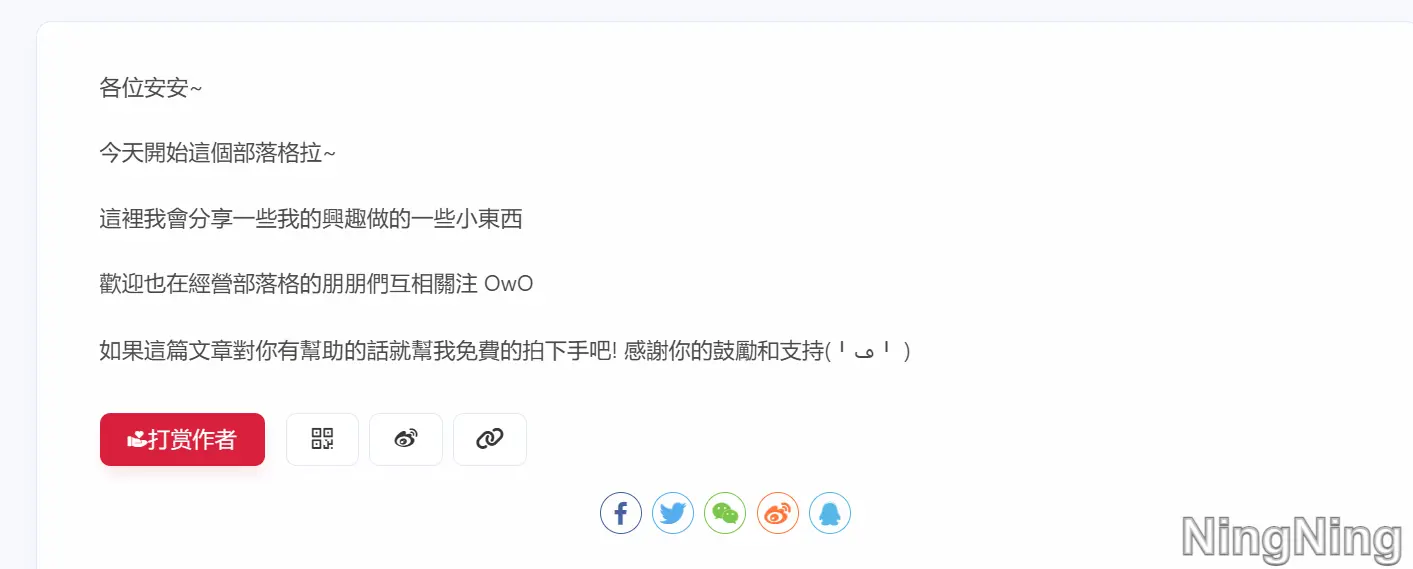 各位安安~
今天開始這個部落格拉~
這裡我會分享一些我的興趣做的一些小東西
歡迎也在經營部落格的朋朋們互相關注 OwO
如果這篇文章對你有幫助的話就幫我免費的拍下手吧! 感謝你的鼓勵和支持(╹ڡ╹ )
打赏作者
NingNing